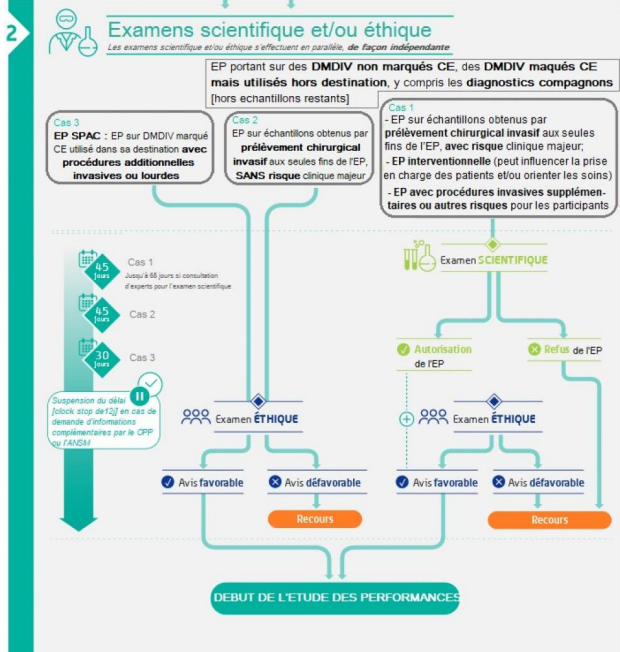 2
Examens scientifique et/ou éthique
Les examens scientifique et/ou éthique s'effectuent en parallèle, de façon indépendante
EP portant sur des DMDIV non marqués CE, des DMDIV maqués CE
mais utilisés hors destination, y compris les diagnostics compagnons
[hors echantillons restants]
Cas 3
EP SPAC : EP sur DMDIV marqué
CE utilisé dans sa destination avec
procédures additionnelles
invasives ou lourdes
Cas 2
EP sur échantillons obtenus par
prélèvement chirurgical
invasif aux seules fins de l'EP,
SANS risque clinique majeur
Cas 1
- EP sur échantillons obtenus par
prélèvement chirurgical invasif aux seules
fins de l'EP, avec risque clinique majeur;
- EP interventionnelle (peut influencer la prise
en charge des patients et/ou orienter les soins)
- EP avec procédures invasives supplémen-
taires ou autres risques pour les participants
45
jours
Cas 1
Jusqu'à 65 jours si consultation
d'experts pour l'examen scientifique
45
jours
Cas 2
30
jours
Cas 3
Suspension du délai
[clock stop de12j] en cas de
demande d'infomations
complémentaires par le CPP
ou l'ANSM
Examen SCIENTIFIQUE
Autorisation
de l'EP
Refus de l'EP
Examen ÉTHIQUE
Examen ÉTHIQUE
Avis favorable
Avis défavorable
Avis favorable
Avis défavorable
Recours
Recours
DEBUT DE L'ETUDE DES PERFORMANCES